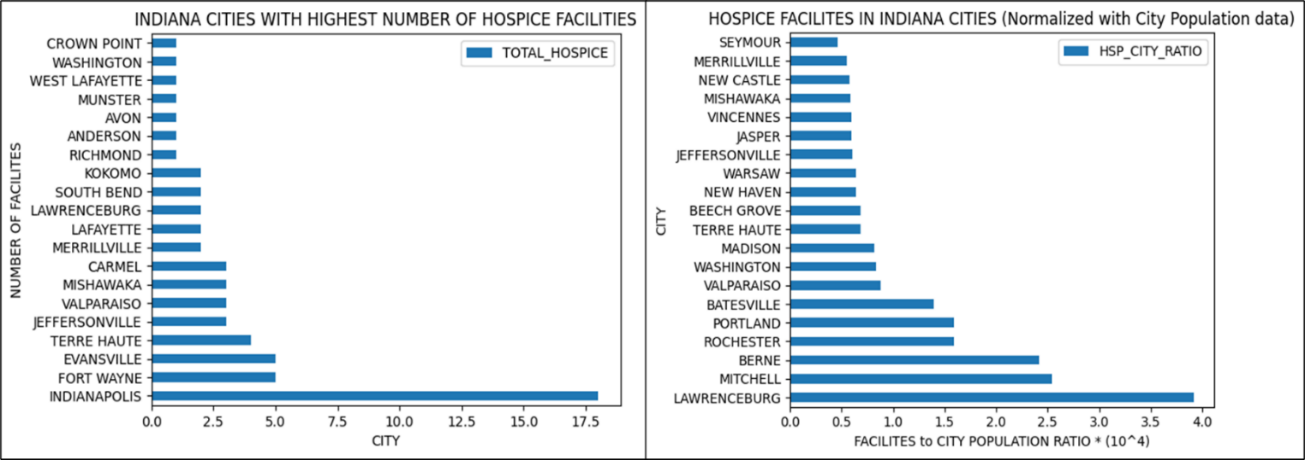 INDIANA CITIES WITH HIGHEST NUMBER OF HOSPICE FACILITIES
TOTAL_HOSPICE
NUMBER OF FACILITES
CROWN POINT
WASHINGTON
WEST LAFAYETTE
MUNSTER
AVON
ANDERSON
RICHMOND
KOKOMO
SOUTH BEND
LAWRENCEBURG
LAFAYETTE
MERRILLVILLE
CARMEL
MISHAWAKA
VALPARAISO
JEFFERSONVILLE
TERRE HAUTE
EVANSVILLE
FORT WAYNE
INDIANAPOLIS
0.0 2.5 5.0 7.5 10.0 12.5 15.0 17.5
CITY
HOSPICE FACILITES IN INDIANA CITIES (Normalized with City Population data)
HSP_CITY_RATIO
CITY
SEYMOUR
MERRILLVILLE
NEW CASTLE
MISHAWAKA
VINCENNES
JASPER
JEFFERSONVILLE
WARSAW
NEW HAVEN
BEECH GROVE
TERRE HAUTE
MADISON
WASHINGTON
VALPARAISO
BATESVILLE
PORTLAND
ROCHESTER
BERNE
MITCHELL
LAWRENCEBURG
0.0 0.5 1.0 1.5 2.0 2.5 3.0 3.5 4.0
FACILITES to CITY POPULATION RATIO * (10^4)